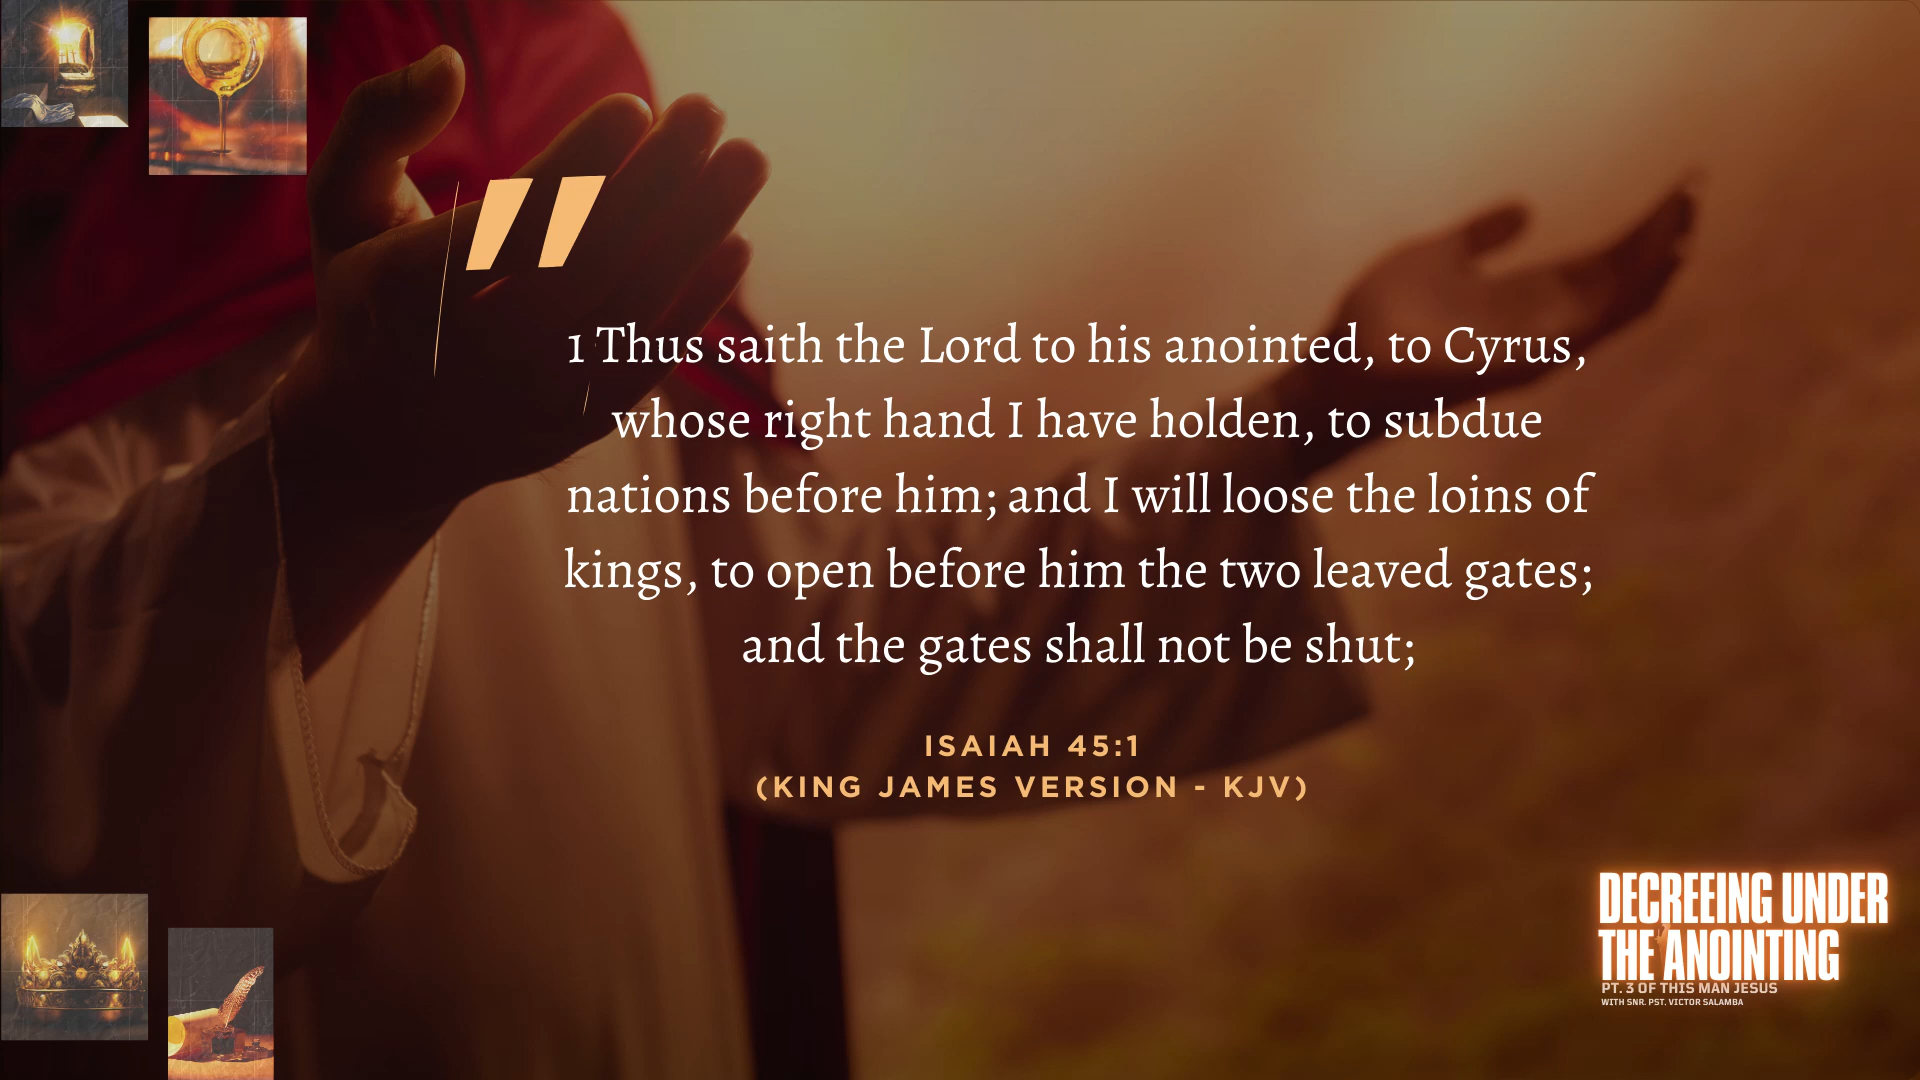 "
1 Thus saith the Lord to his anointed, to Cyrus,
whose right hand I have holden, to subdue
nations before him; and I will loose the loins of
kings, to open before him the two leaved gates;
and the gates shall not be shut;
ISAIAH 45:1
(KING JAMES VERSION - KJV)
DECREEING UNDER
THE ANOINTING
PT. 3 OF THIS MAN JESUS
WITH SNR. PST. VICTOR SALAMBA